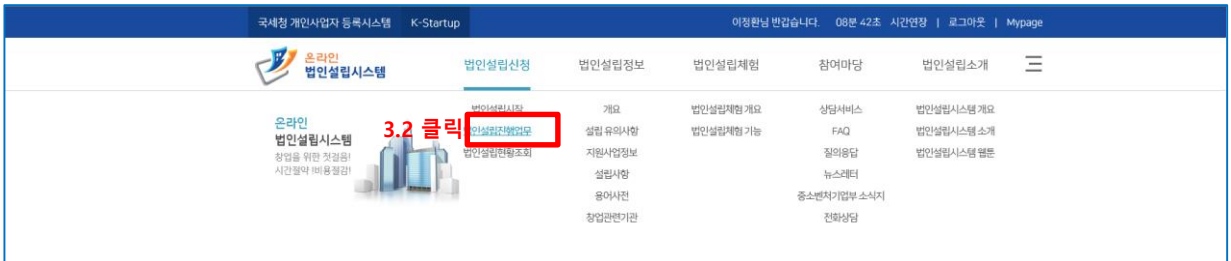 국세청 개인사업자 등록시스템 K-Startup 이정환님 반갑습니다. 08분 42초 시간연장 | 로그아웃 | Mypage
온라인
법인설립시스템
법인설립신청 법인설립정보 법인설립체험 참여마당 법인설립소개
온라인
법인설립시스템
창업을 위한 첫걸음!
시간절약 !비용절감!
3.2 클릭
법인설립시작 개요 법인설립체험 개요 상담서비스 법인설립시스템 개요
법인설립진행업무 설립 유의사항 법인설립체험 기능 FAQ 법인설립시스템 소개
법인설립현황조회 지원사업정보 질의응답 법인설립시스템 웹툰
설립사항 뉴스레터
용어사전 중소벤처기업부 소식지
창업관련기관 전화상담